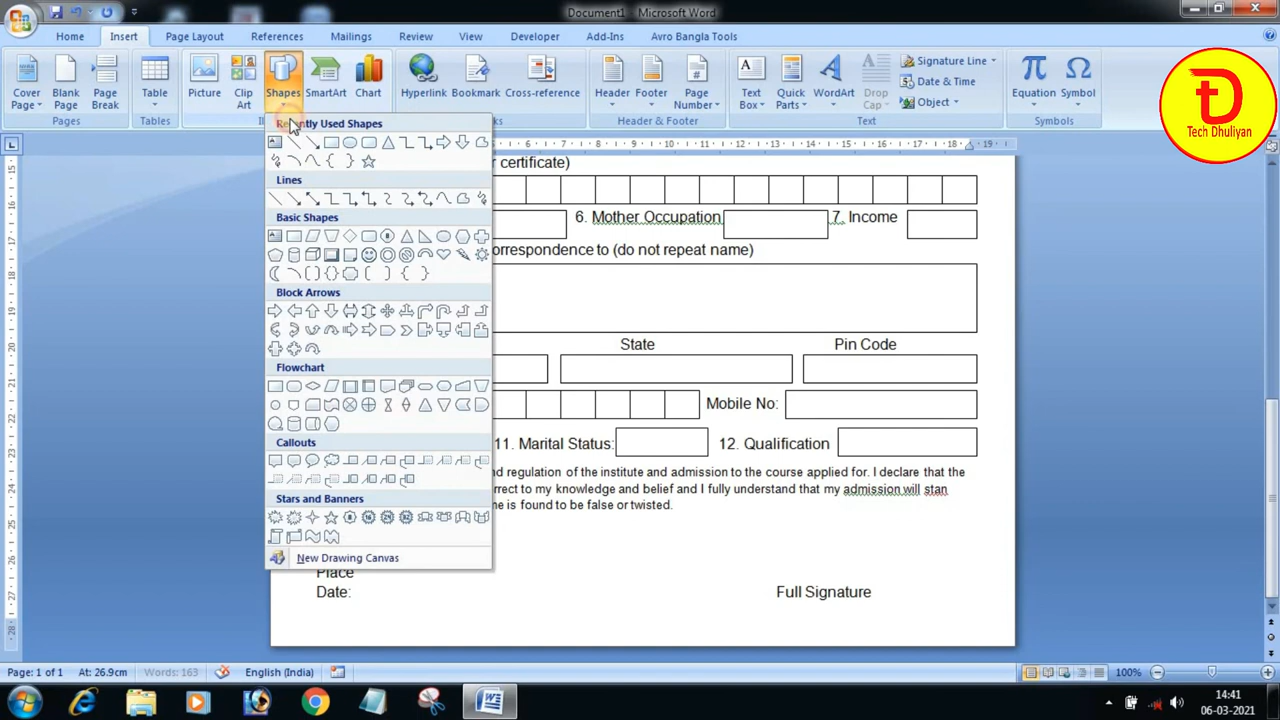 Document1 - Microsoft Word
Home Insert Page Layout References Mailings Review View Developer Add-Ins Avro Bangla Tools
Cover Page Blank Page Page Break
Pages
Table
Tables
Picture Clip Art Shapes SmartArt Chart
Hyperlink Bookmark Cross-reference
Header Footer Page Number
Header & Footer
Text Box Quick Parts WordArt Drop Cap
Signature Line
Date & Time
Object
Text
Equation Symbol
Symbols
Tech Dhuliyan
Recently Used Shapes
Lines
Basic Shapes
Block Arrows
Flowchart
Callouts
Stars and Banners
New Drawing Canvas
certificate)
6. Mother Occupation 7. Income
orrespondence to (do not repeat name)
State Pin Code
Mobile No:
11. Marital Status: 12. Qualification
nd regulation of the institute and admission to the course applied for. I declare that the
rrect to my knowledge and belief and I fully understand that my admission will stan
me is found to be false or twisted.
Place
Date: Full Signature
Page: 1 of 1 At: 26.9cm Words: 163 English (India) 100%
14:41
06-03-2021